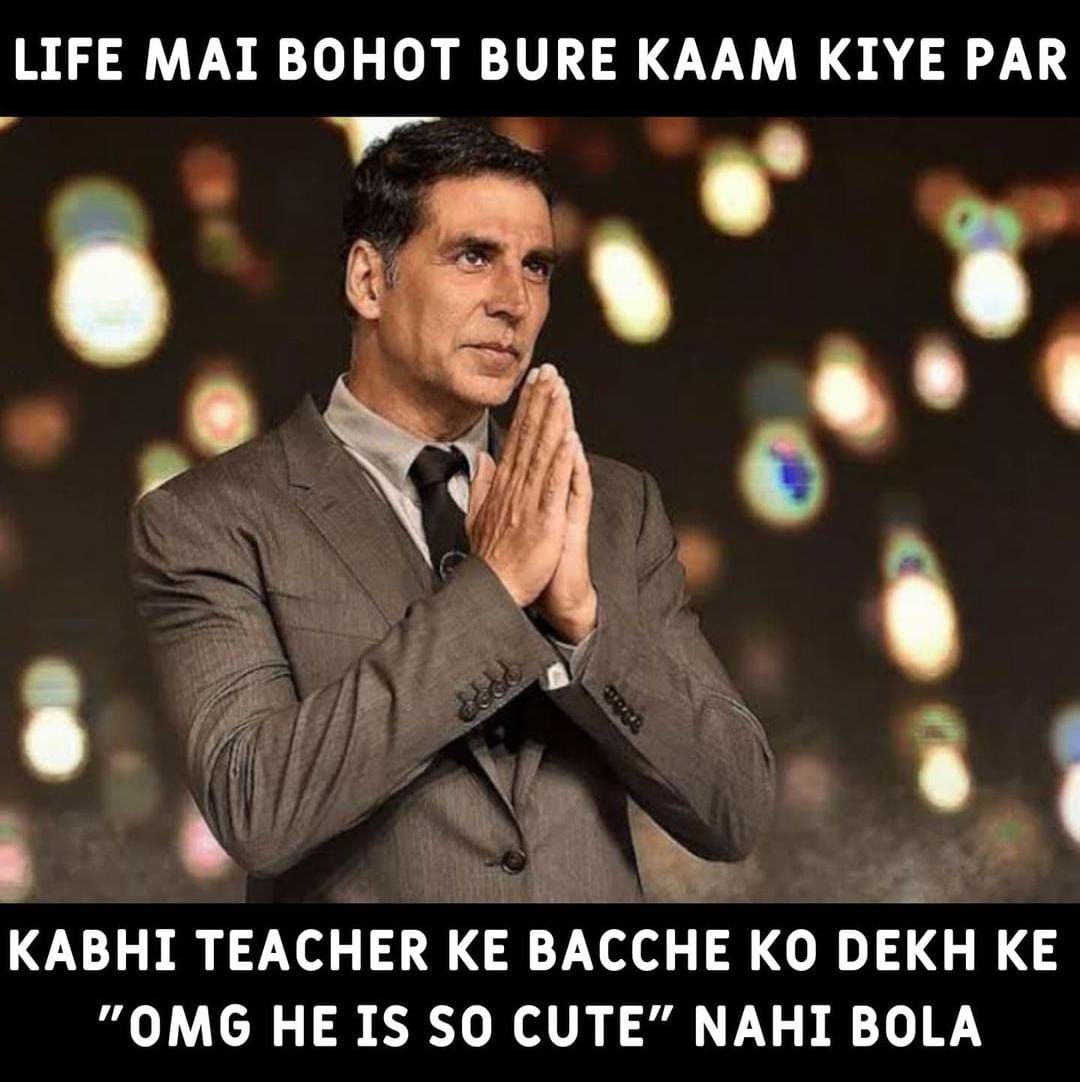 LIFE MAI BOHOT BURE KAAM KIYE PAR
KABHI TEACHER KE BACCHE KO DEKH KE
"OMG HE IS SO CUTE" NAHI BOLA